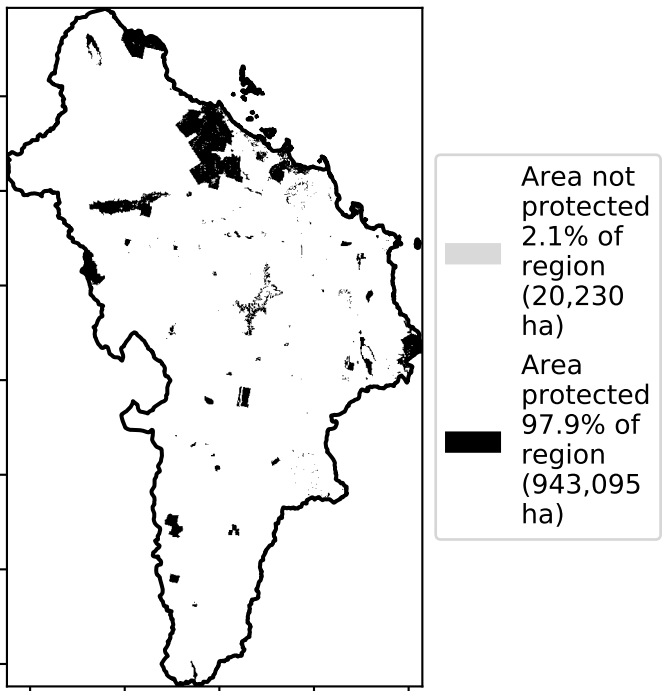 Area not
protected
2.1% of
region
(20,230
ha)
Area
protected
97.9% of
region
(943,095
ha)